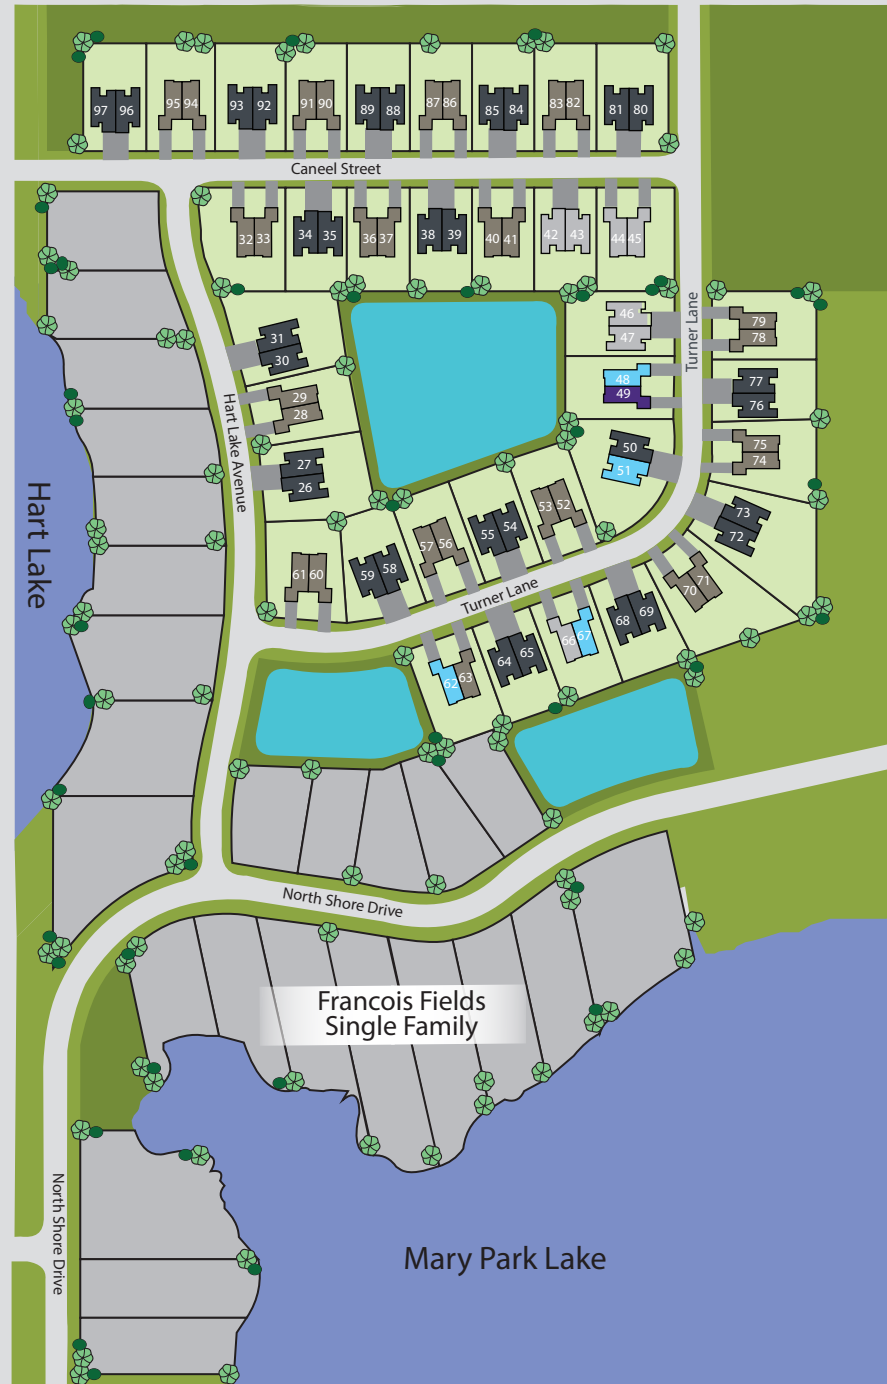 97 96 95 94 93 92 91 90 89 88 87 86 85 84 83 82 81 80
Caneel Street
32 33 34 35 36 37 38 39 40 41 42 43 44 45
31
30
29
28
27
26
Hart Lake Avenue
46
47
48
49
50
51
Turner Lane
79
78
77
76
75
74
73
72
71
70
61 60 59 58 57 56 55 54 53 52
Turner Lane
62 63 64 65 66 67 68 69
Hart Lake
North Shore Drive
Francois Fields
Single Family
North Shore Drive
Mary Park Lake